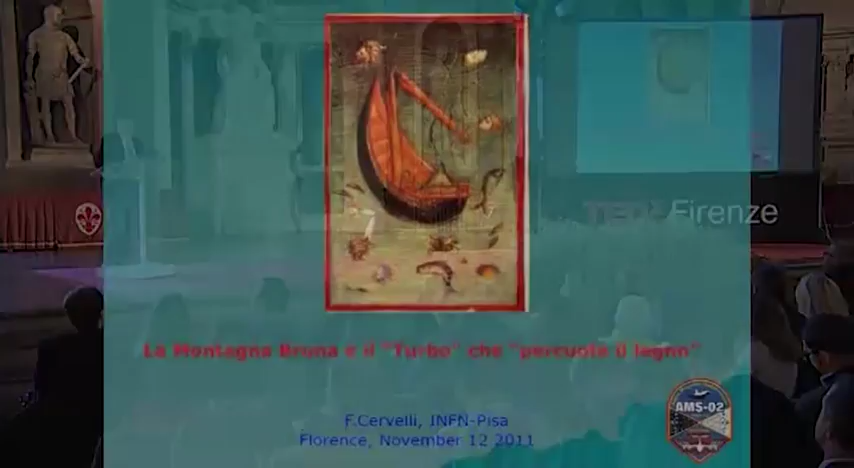 TEDx Firenze
La Montagna Bruna e il "Turbo" che "percuote il legno"
AMS-02
F.Cervelli, INFN-Pisa
Florence, November 12 2011